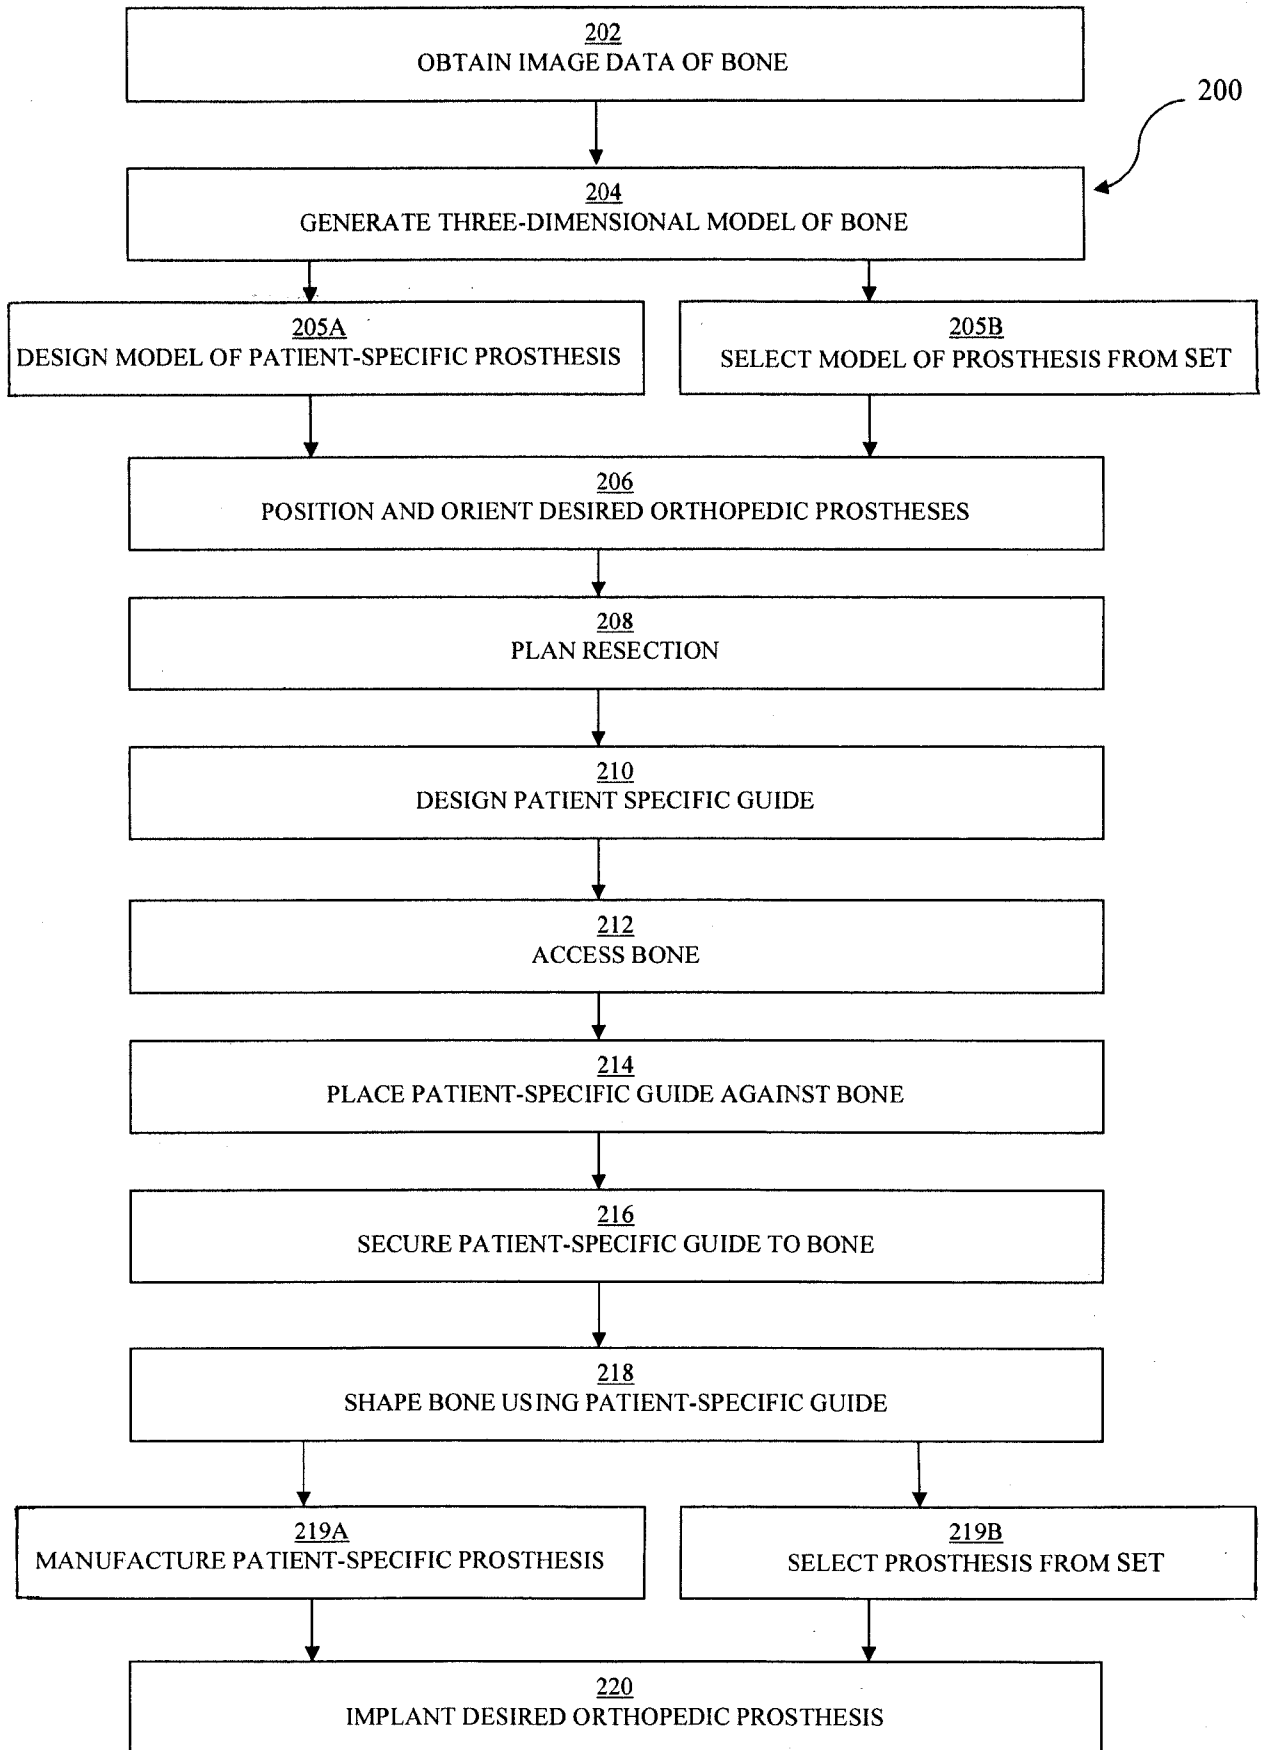 202
OBTAIN IMAGE DATA OF BONE
200
204
GENERATE THREE-DIMENSIONAL MODEL OF BONE
205A
DESIGN MODEL OF PATIENT-SPECIFIC PROSTHESIS
205B
SELECT MODEL OF PROSTHESIS FROM SET
206
POSITION AND ORIENT DESIRED ORTHOPEDIC PROSTHESES
208
PLAN RESECTION
210
DESIGN PATIENT SPECIFIC GUIDE
212
ACCESS BONE
214
PLACE PATIENT-SPECIFIC GUIDE AGAINST BONE
216
SECURE PATIENT-SPECIFIC GUIDE TO BONE
218
SHAPE BONE USING PATIENT-SPECIFIC GUIDE
219A
MANUFACTURE PATIENT-SPECIFIC PROSTHESIS
219B
SELECT PROSTHESIS FROM SET
220
IMPLANT DESIRED ORTHOPEDIC PROSTHESIS